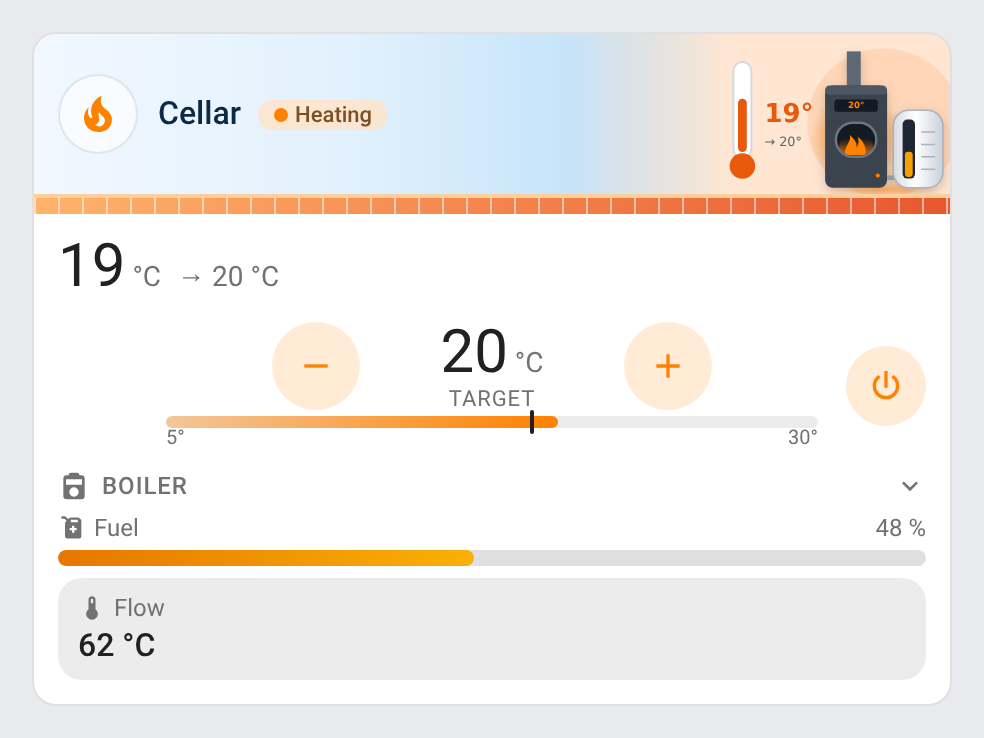 Cellar
Heating
19°
→ 20°
20°
19 °C → 20 °C
20 °C
TARGET
5°
30°
BOILER
Fuel
48 %
Flow
62 °C